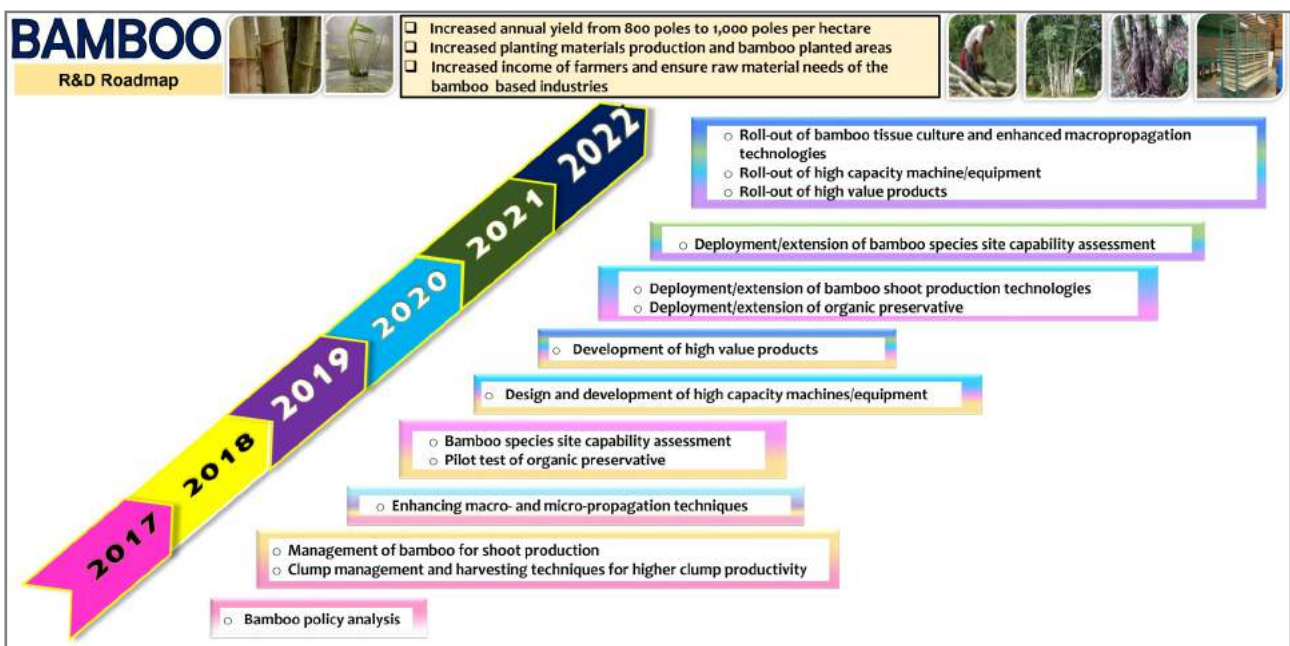 BAMBOO
R&D Roadmap
❑ Increased annual yield from 800 poles to 1,000 poles per hectare
❑ Increased planting materials production and bamboo planted areas
❑ Increased income of farmers and ensure raw material needs of the
bamboo based industries
2022
2021
2020
2019
2018
2017
○ Roll-out of bamboo tissue culture and enhanced macropropagation
technologies
○ Roll-out of high capacity machine/equipment
○ Roll-out of high value products
○ Deployment/extension of bamboo species site capability assessment
○ Deployment/extension of bamboo shoot production technologies
○ Deployment/extension of organic preservative
○ Development of high value products
○ Design and development of high capacity machines/equipment
○ Bamboo species site capability assessment
○ Pilot test of organic preservative
○ Enhancing macro- and micro-propagation techniques
○ Management of bamboo for shoot production
○ Clump management and harvesting techniques for higher clump productivity
○ Bamboo policy analysis